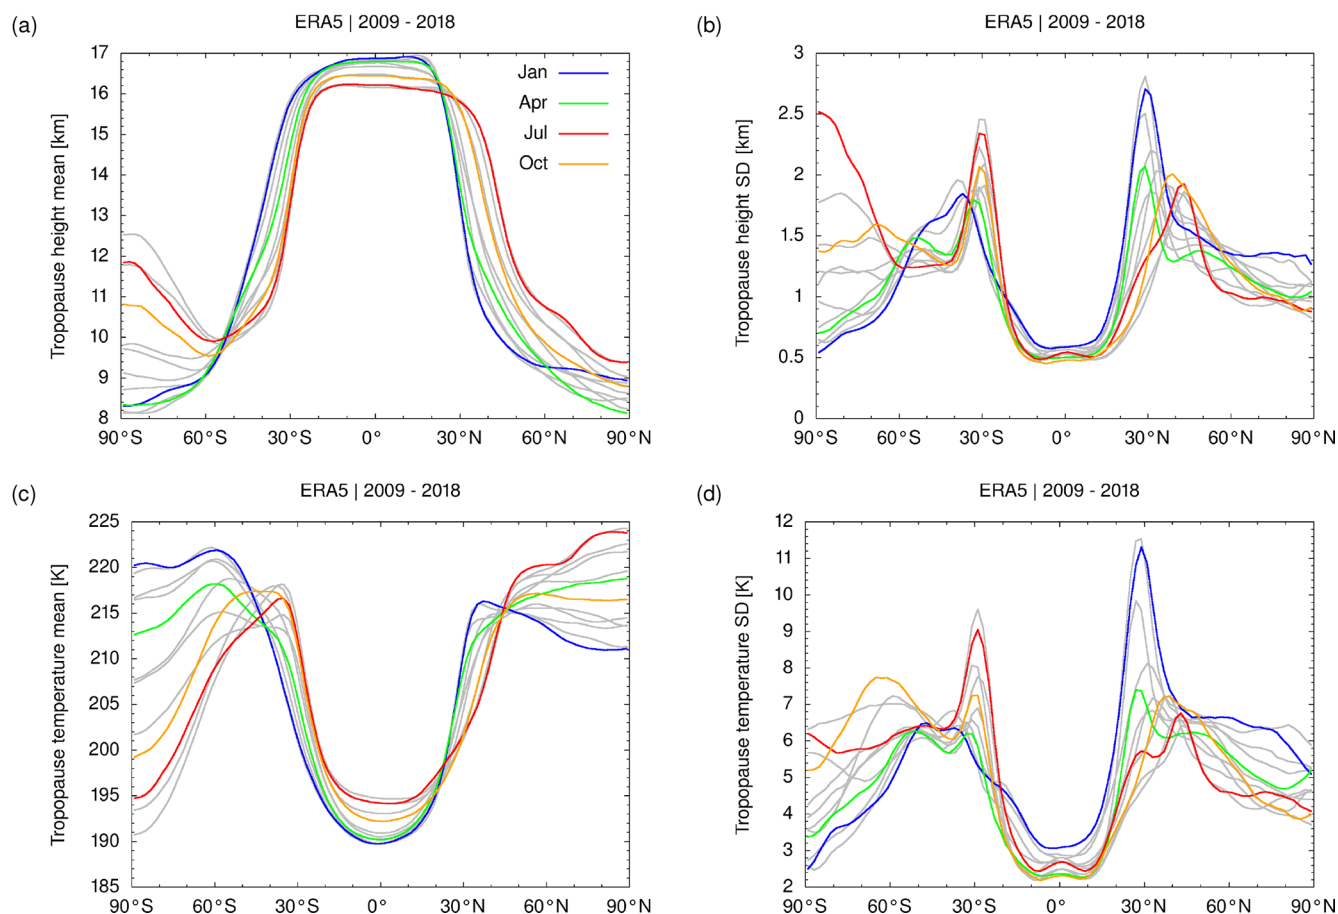 (a)
ERA5 | 2009 - 2018
Tropopause height mean [km]
17
16
15
14
13
12
11
10
9
8
90°S
60°S
30°S
0°
30°N
60°N
90°N
Jan
Apr
Jul
Oct
(b)
ERA5 | 2009 - 2018
Tropopause height SD [km]
3
2.5
2
1.5
1
0.5
0
90°S
60°S
30°S
0°
30°N
60°N
90°N
(c)
ERA5 | 2009 - 2018
Tropopause temperature mean [K]
225
220
215
210
205
200
195
190
185
90°S
60°S
30°S
0°
30°N
60°N
90°N
(d)
ERA5 | 2009 - 2018
Tropopause temperature SD [K]
12
11
10
9
8
7
6
5
4
3
2
90°S
60°S
30°S
0°
30°N
60°N
90°N